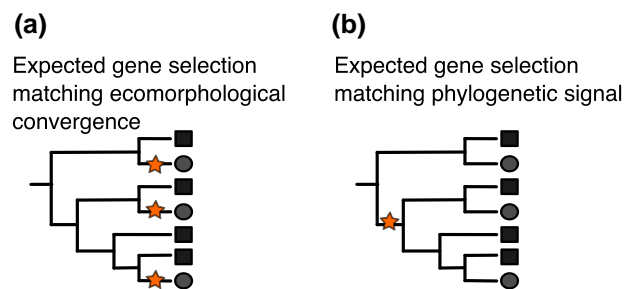 (a)
Expected gene selection
matching ecomorphological
convergence
(b)
Expected gene selection
matching phylogenetic signal